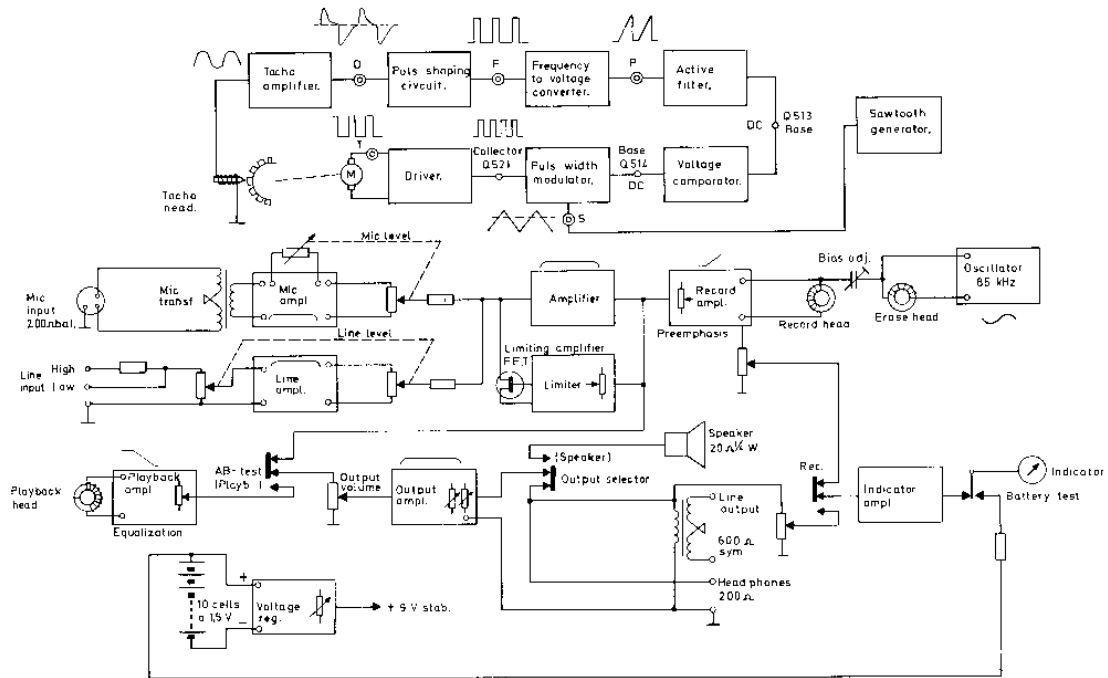 Tacho amplifier.
O
Puls shaping circuit.
F
Frequency to voltage converter.
P
Active filter.
DC
Q513 Base
Sawtooth generator.
Tacho head.
M
Y
Driver.
Collector Q521
Puls width modulator.
Base Q514
DC
Voltage comparator.
S
Mic level
Mic input 200Ω bal.
Mic transf
Mic ampl
Line level
Line input
High
Low
Line ampl.
Amplifier
Limiting amplifier
F.E.T.
Limiter
Record ampl.
Preemphasis
Record head
Bias adj.
Erase head
Oscillator 85 kHz
Playback head
Playback ampl
Equalization
AB-test (Playb.)
Output volume
Output ampl.
(Speaker)
Output selector
Speaker 20Ω ¼ W
Line output
600Ω sym
Head phones 200Ω
Rec.
Indicator ampl
Indicator
Battery test
10 cells a 1,5 V
+
−
Voltage reg.
+ 9 V stab.